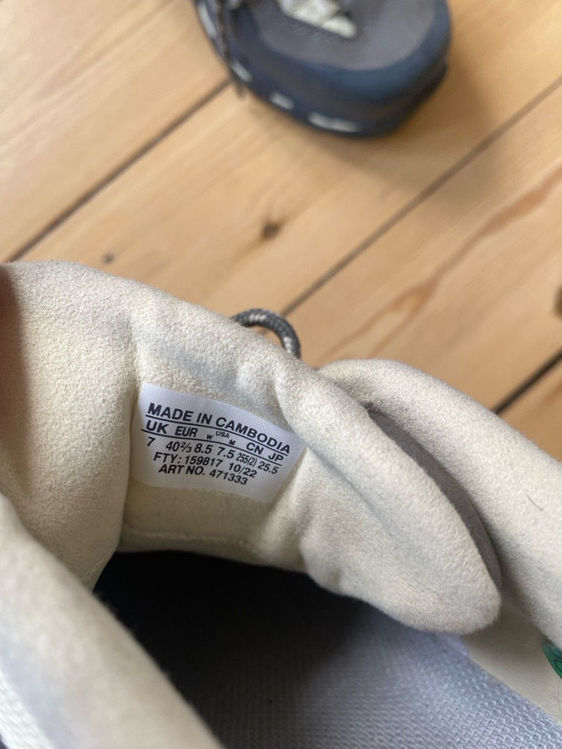 MADE IN CAMBODIA
UK EUR W USA M CN JP
7 40⅔ 8.5 7.5 255(2) 25.5
FTY: 159817 10/22
ART NO. 471333